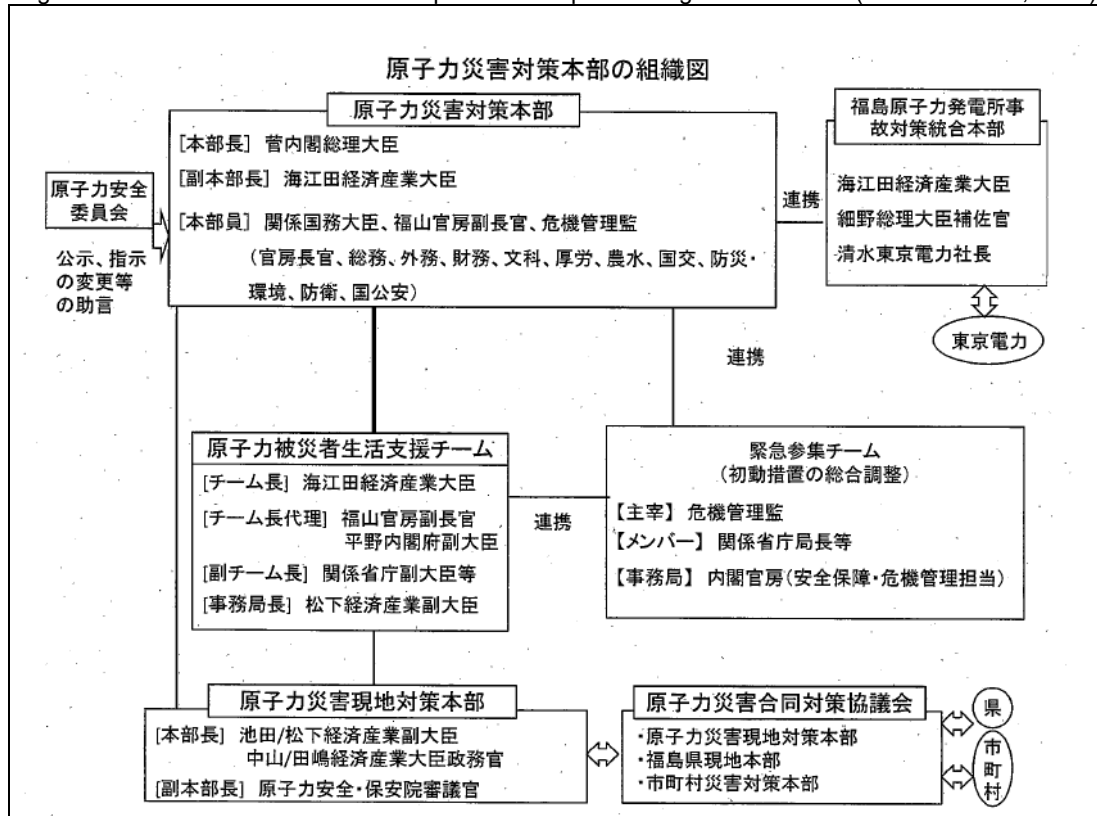 原子力災害対策本部の組織図
原子力災害対策本部
[本部長] 菅内閣総理大臣
[副本部長] 海江田経済産業大臣
[本部員] 関係国務大臣、福山官房副長官、危機管理監
(官房長官、総務、外務、財務、文科、厚労、農水、国交、防災・
環境、防衛、国公安)
原子力安全
委員会
公示、指示
の変更等
の助言
連携
福島原子力発電所事
故対策統合本部
海江田経済産業大臣
細野総理大臣補佐官
清水東京電力社長
東京電力
連携
原子力被災者生活支援チーム
[チーム長] 海江田経済産業大臣
[チーム長代理] 福山官房副長官
平野内閣府副大臣
[副チーム長] 関係省庁副大臣等
[事務局長] 松下経済産業副大臣
連携
緊急参集チーム
(初動措置の総合調整)
【主宰】 危機管理監
【メンバー】 関係省庁局長等
【事務局】 内閣官房(安全保障・危機管理担当)
原子力災害現地対策本部
[本部長] 池田/松下経済産業副大臣
中山/田嶋経済産業大臣政務官
[副本部長] 原子力安全・保安院審議官
原子力災害合同対策協議会
・原子力災害現地対策本部
・福島県現地本部
・市町村災害対策本部
県
市
町
村